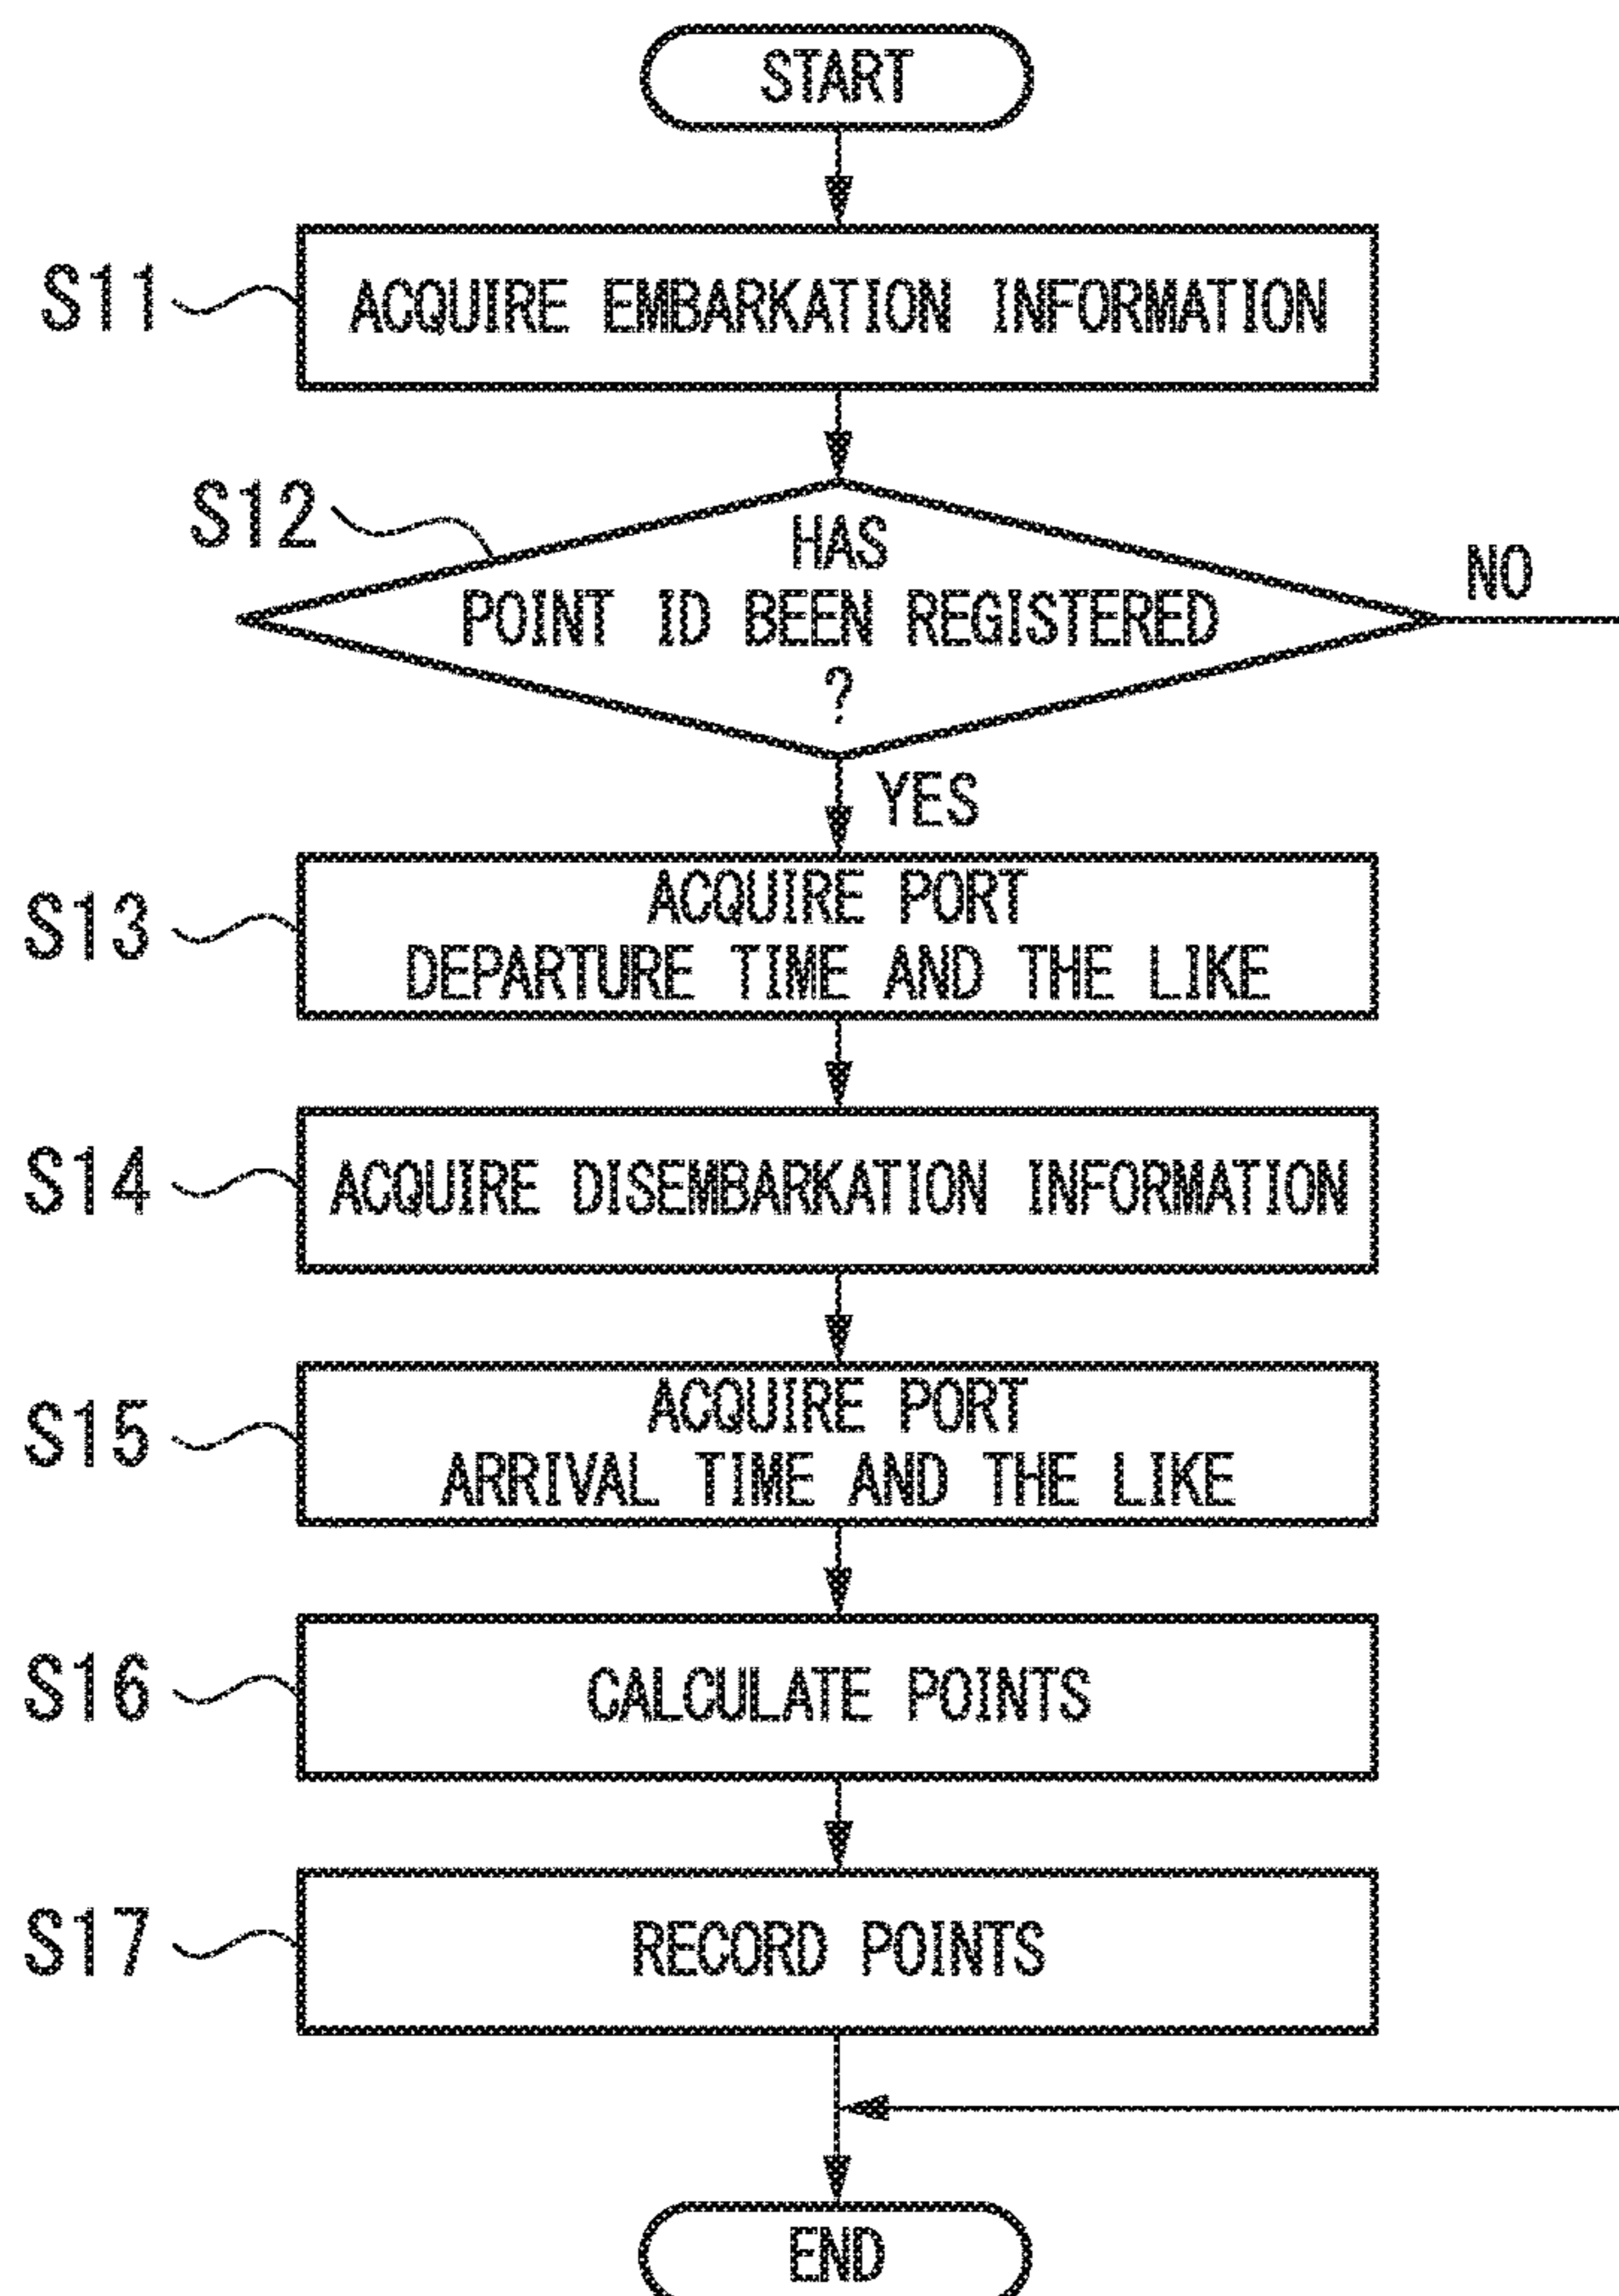 START
S11
ACQUIRE EMBARKATION INFORMATION
S12
HAS
POINT ID BEEN REGISTERED
?
NO
YES
S13
ACQUIRE PORT
DEPARTURE TIME AND THE LIKE
S14
ACQUIRE DISEMBARKATION INFORMATION
S15
ACQUIRE PORT
ARRIVAL TIME AND THE LIKE
S16
CALCULATE POINTS
S17
RECORD POINTS
END